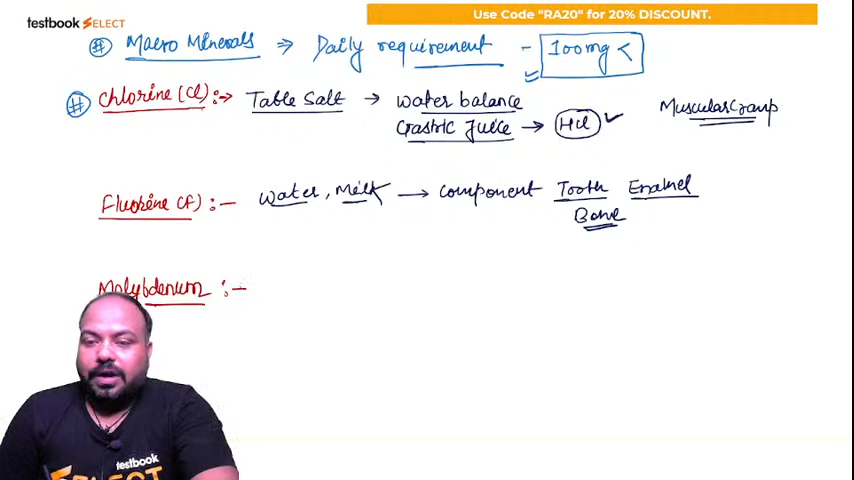 testbook SELECT
Use Code "RA20" for 20% DISCOUNT.
# Macro Minerals ⇒ Daily requirement - 100mg <
# Chlorine (Cl) :→ Table Salt → water balance
Gastric Juice → Hcl ✓ Muscular Cramp
Fluorine (F) :- water, Milk → component Tooth Enamel
Bone
Molybdenum :-
testbook
SELECT